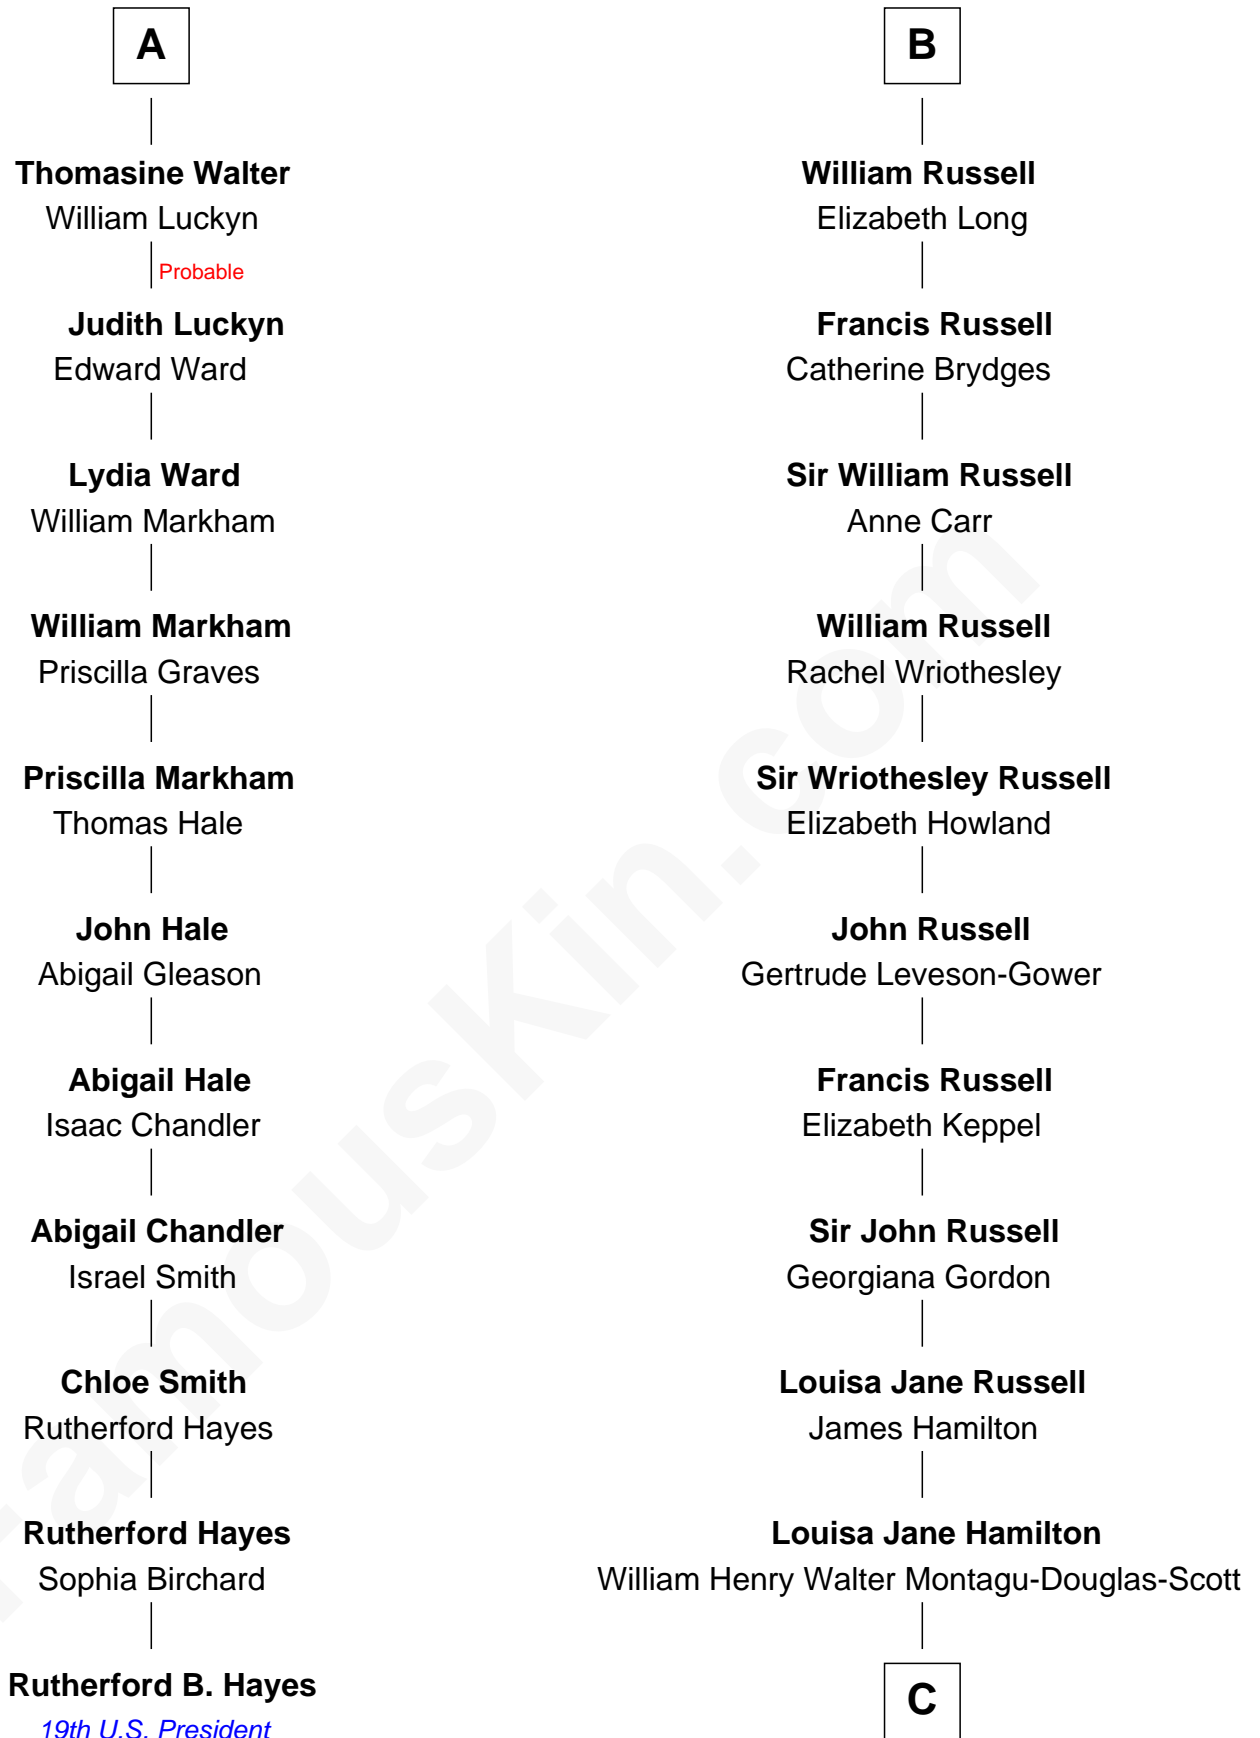 A
Thomasine Walter
William Luckyn
Probable
Judith Luckyn
Edward Ward
Lydia Ward
William Markham
William Markham
Priscilla Graves
Priscilla Markham
Thomas Hale
John Hale
Abigail Gleason
Abigail Hale
Isaac Chandler
Abigail Chandler
Israel Smith
Chloe Smith
Rutherford Hayes
Rutherford Hayes
Sophia Birchard
Rutherford B. Hayes
19th U.S. President
B
William Russell
Elizabeth Long
Francis Russell
Catherine Brydges
Sir William Russell
Anne Carr
William Russell
Rachel Wriothesley
Sir Wriothesley Russell
Elizabeth Howland
John Russell
Gertrude Leveson-Gower
Francis Russell
Elizabeth Keppel
Sir John Russell
Georgiana Gordon
Louisa Jane Russell
James Hamilton
Louisa Jane Hamilton
William Henry Walter Montagu-Douglas-Scott
C
FamousKin.com